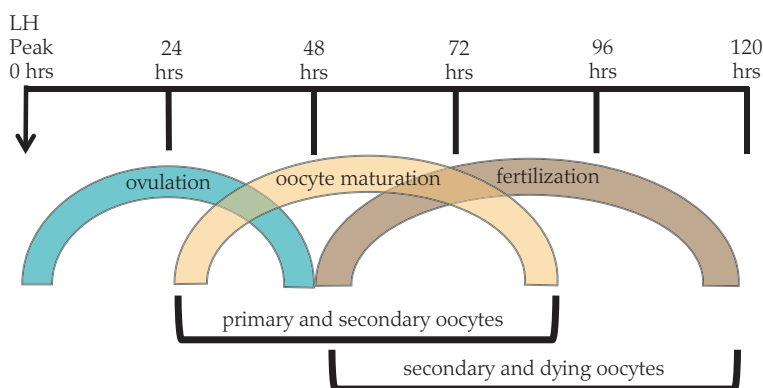 LH
Peak
0 hrs
24
hrs
48
hrs
72
hrs
96
hrs
120
hrs
ovulation
oocyte maturation
fertilization
primary and secondary oocytes
secondary and dying oocytes